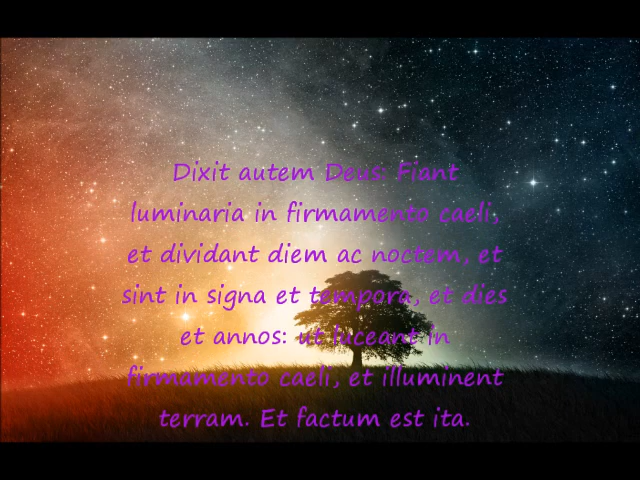 Dixit autem Deus: Fiant
luminaria in firmamento caeli,
et dividant diem ac noctem, et
sint in signa et tempora, et dies
et annos: ut luceant in
firmamento caeli, et illuminent
terram. Et factum est ita.